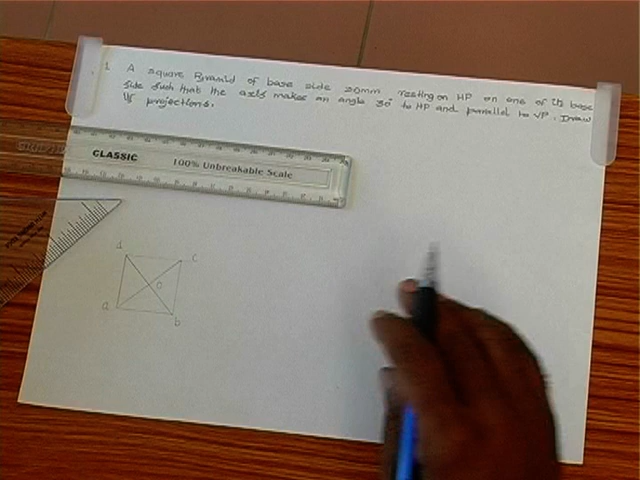 1 A square Pyramid of base side 30mm resting on HP on one of its base
side such that the axis makes an angle 30° to HP and parallel to VP. Draw
its projections.
CLASSIC 100% Unbreakable Scale
d c
o
a b